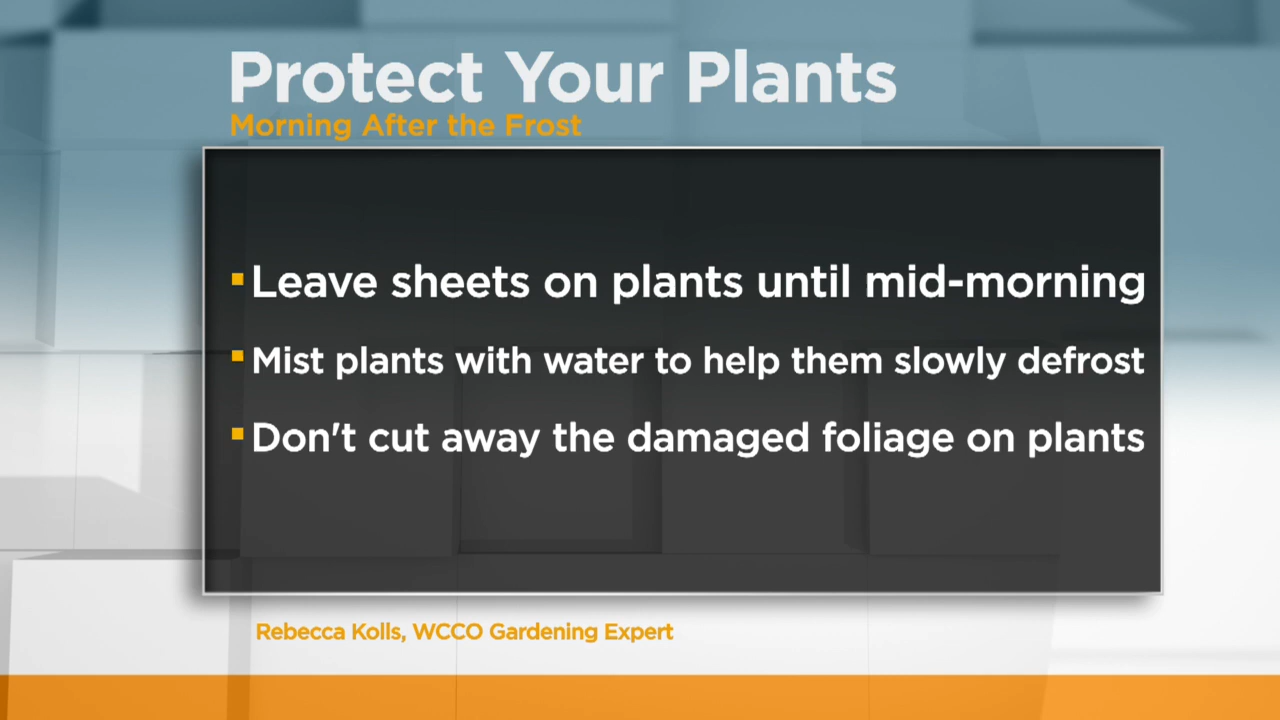 Protect Your Plants
Morning After the Frost
Leave sheets on plants until mid-morning
Mist plants with water to help them slowly defrost
Don't cut away the damaged foliage on plants
Rebecca Kolls, WCCO Gardening Expert